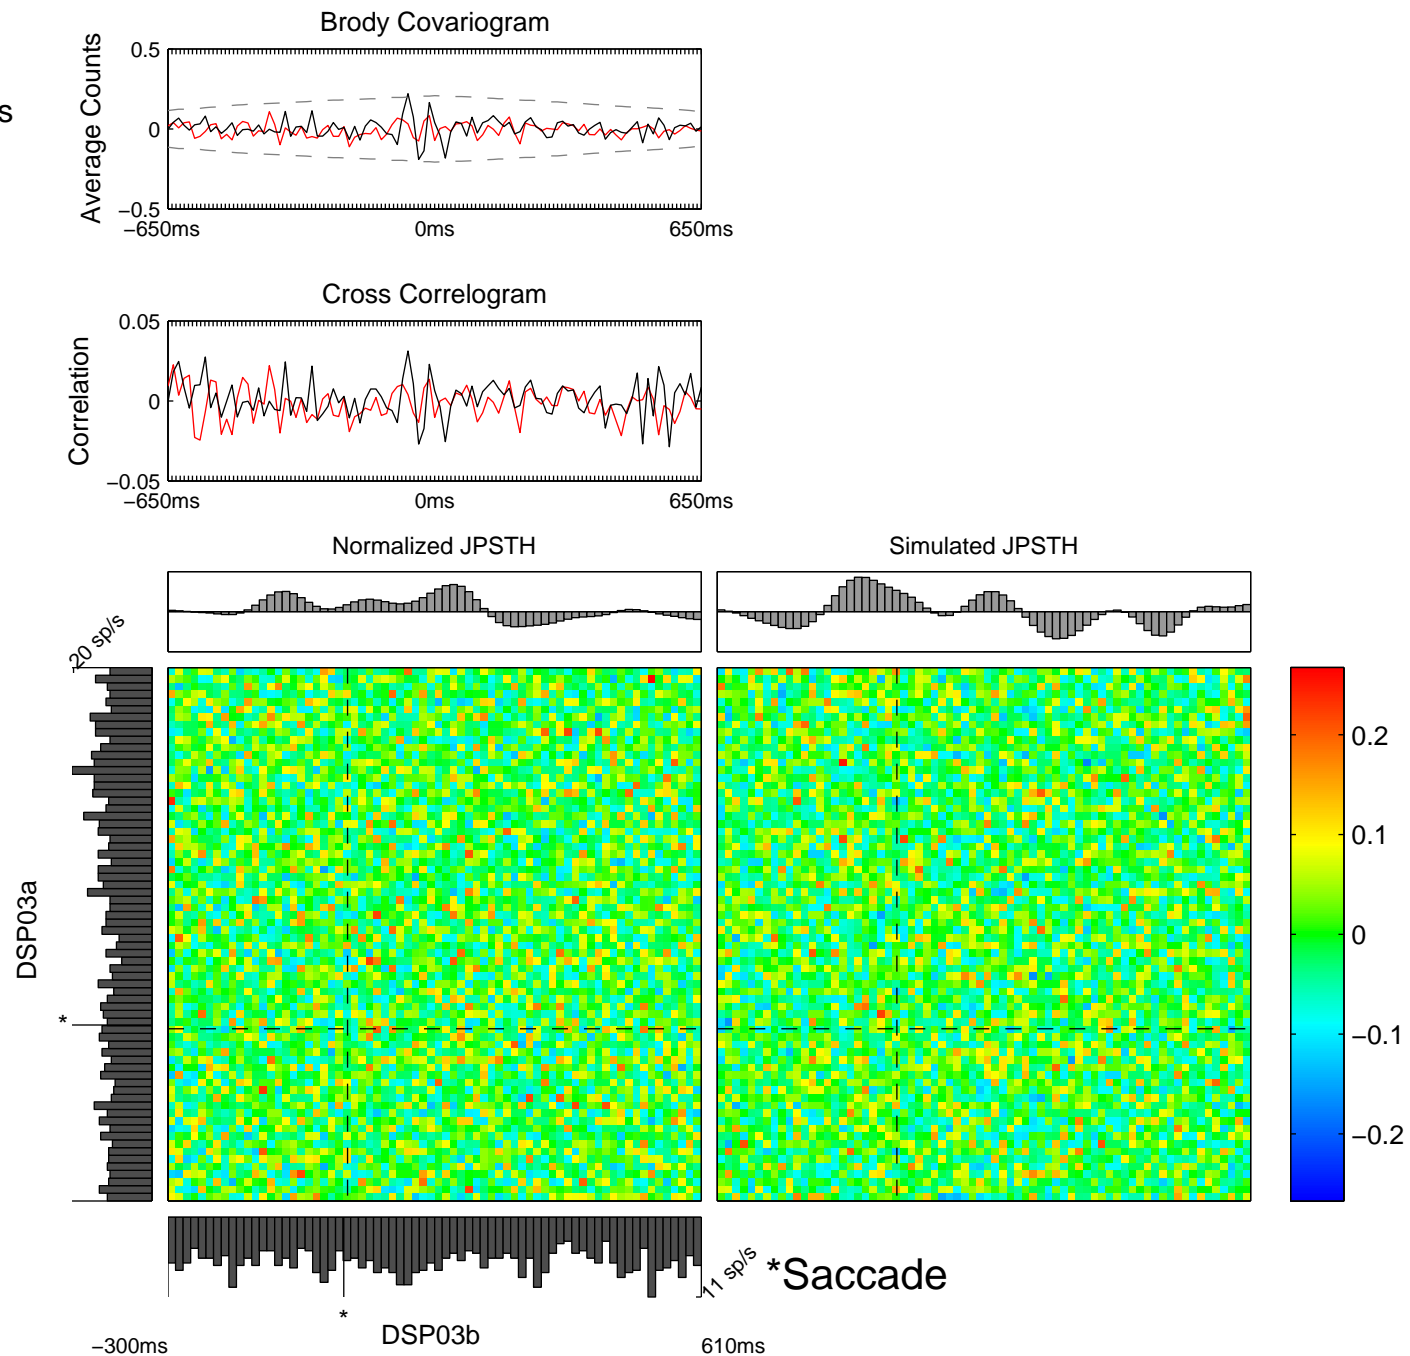 Brody Covariogram
s
Average Counts
0.5
0
−0.5
−650ms
0ms
650ms
Cross Correlogram
Correlation
0.05
0
−0.05
−650ms
0ms
650ms
Normalized JPSTH
Simulated JPSTH
20 sp/s
DSP03a
*
0.2
0.1
0
−0.1
−0.2
11 sp/s
*Saccade
*
DSP03b
−300ms
610ms